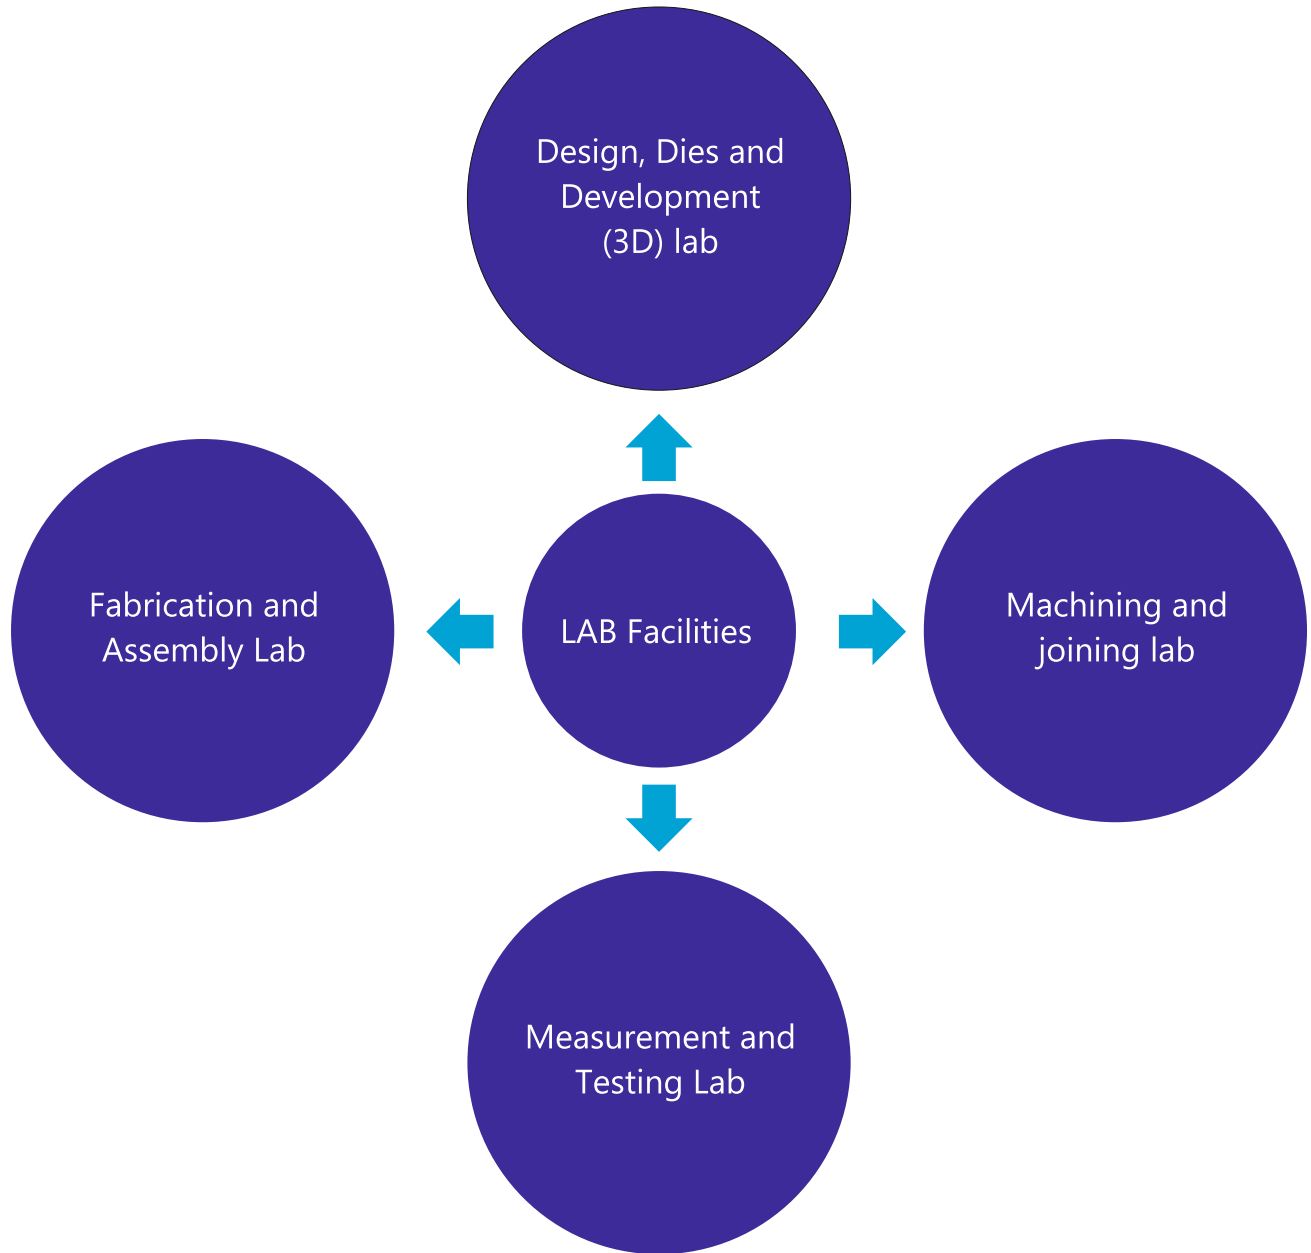 Design, Dies and
Development
(3D) lab
Fabrication and
Assembly Lab
LAB Facilities
Machining and
joining lab
Measurement and
Testing Lab